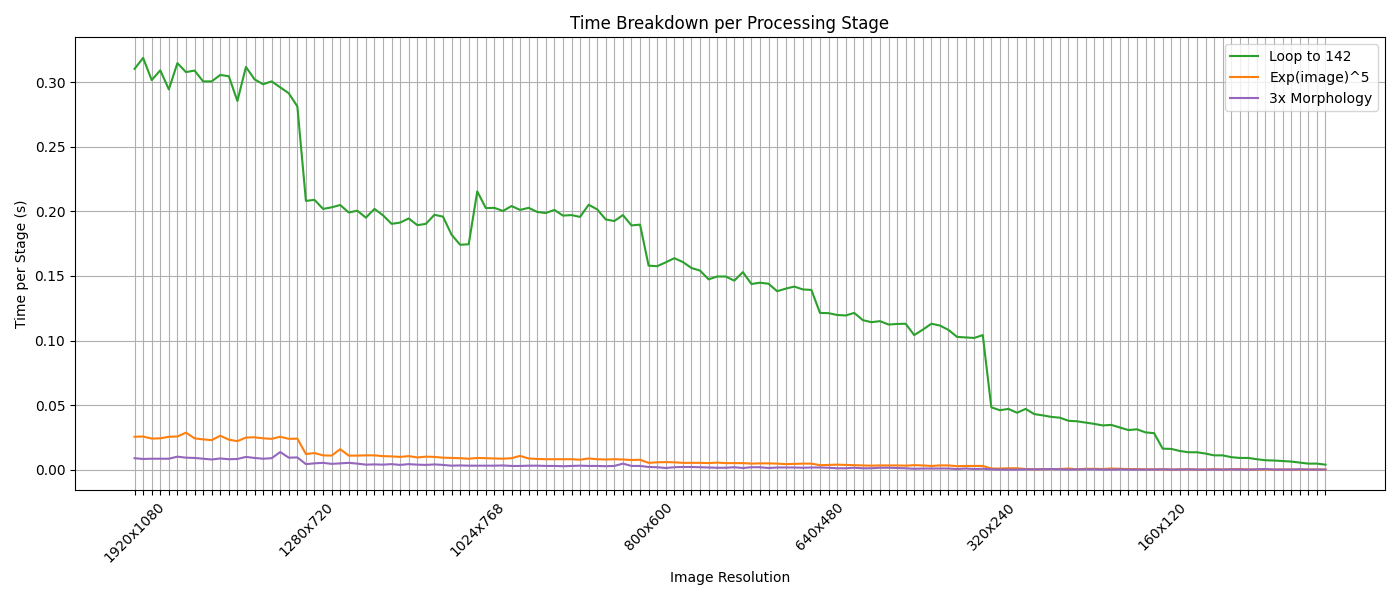 Time Breakdown per Processing Stage
Loop to 142
Exp(image)^5
3x Morphology
Time per Stage (s)
0.30
0.25
0.20
0.15
0.10
0.05
0.00
1920x1080
1280x720
1024x768
800x600
640x480
320x240
160x120
Image Resolution